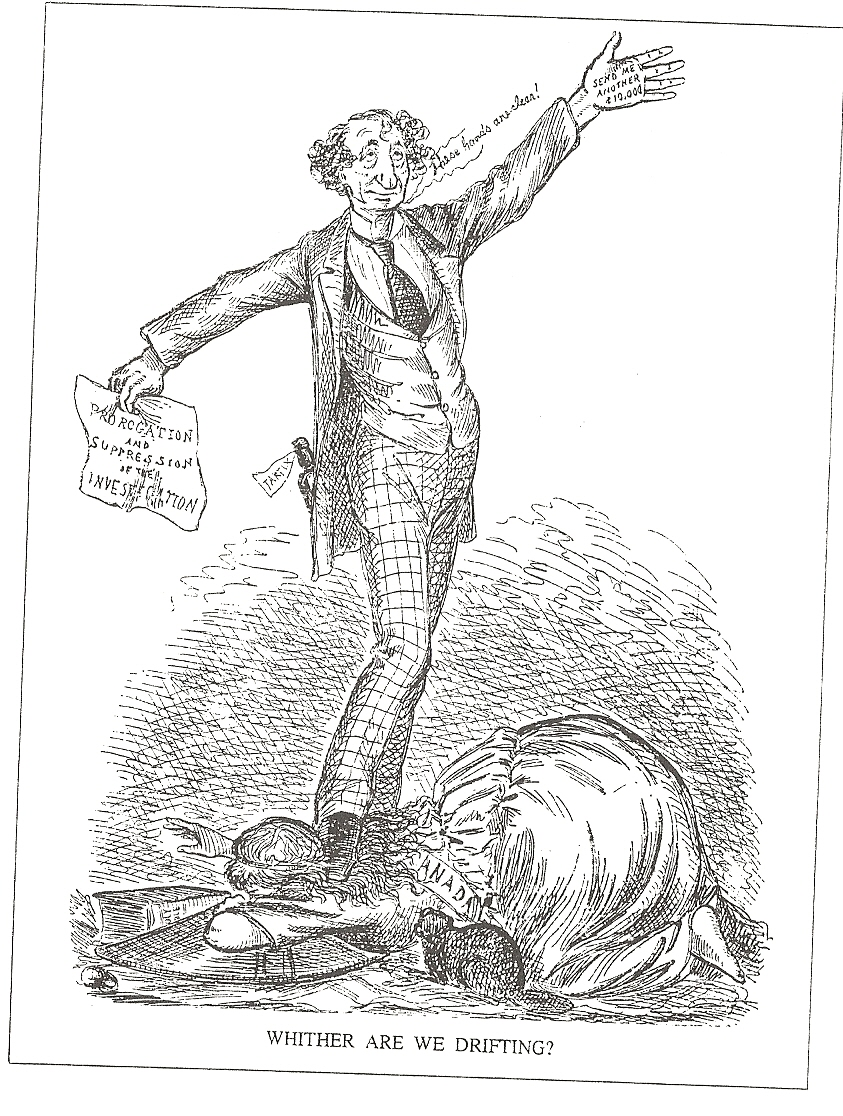 These hands are clean!
SEND ME
ANOTHER
$10,000
PROROGATION
AND
SUPPRESSION
OF THE
INVESTIGATION
CANADA
WHITHER ARE WE DRIFTING?